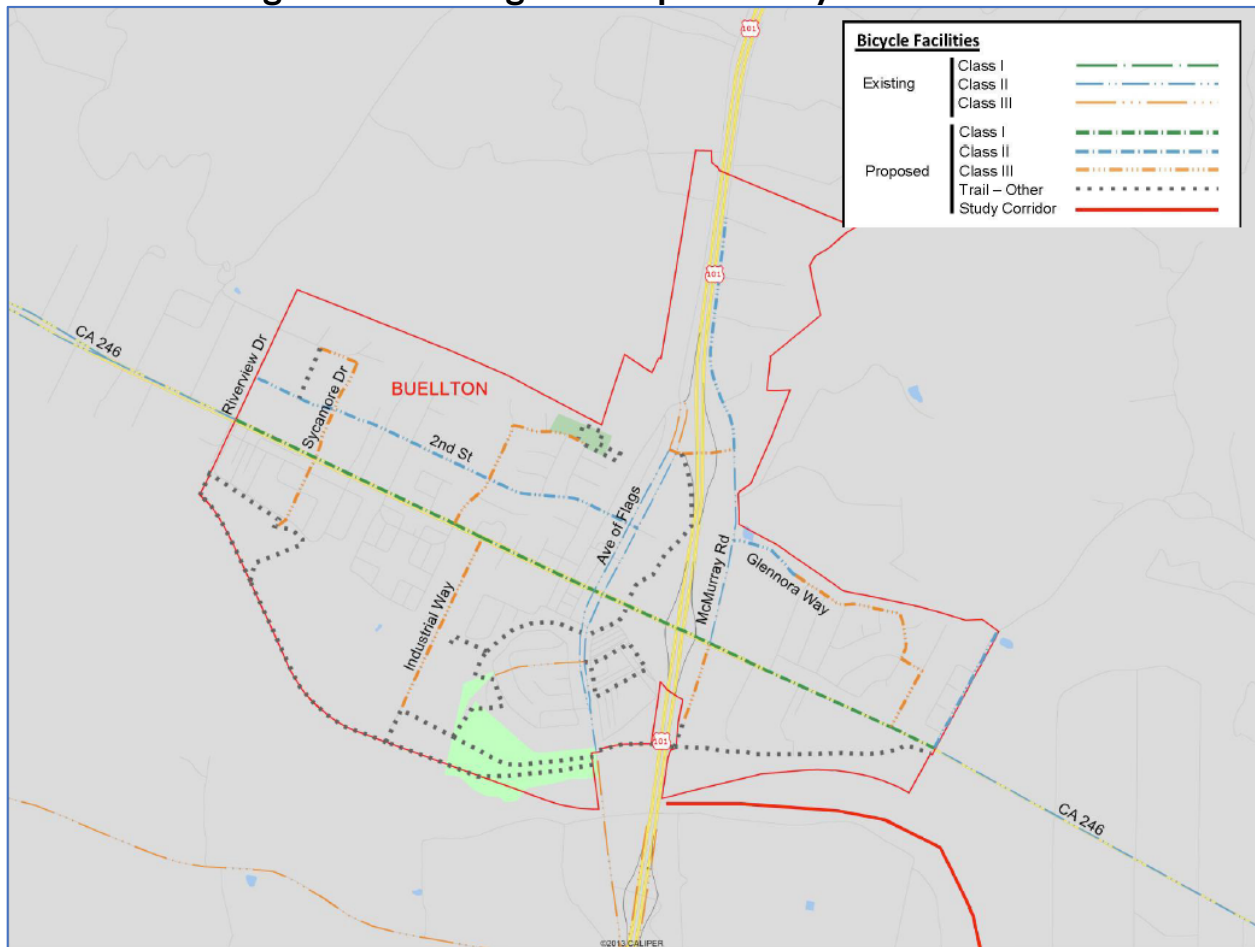 Bicycle Facilities
Existing
Class I
Class II
Class III
Proposed
Class I
Class II
Class III
Trail – Other
Study Corridor
101
101
CA 246
Riverview Dr
Sycamore Dr
BUELLTON
2nd St
Ave of Flags
McMurray Rd
Glennora Way
Industrial Way
101
CA 246
©2013 CALIPER